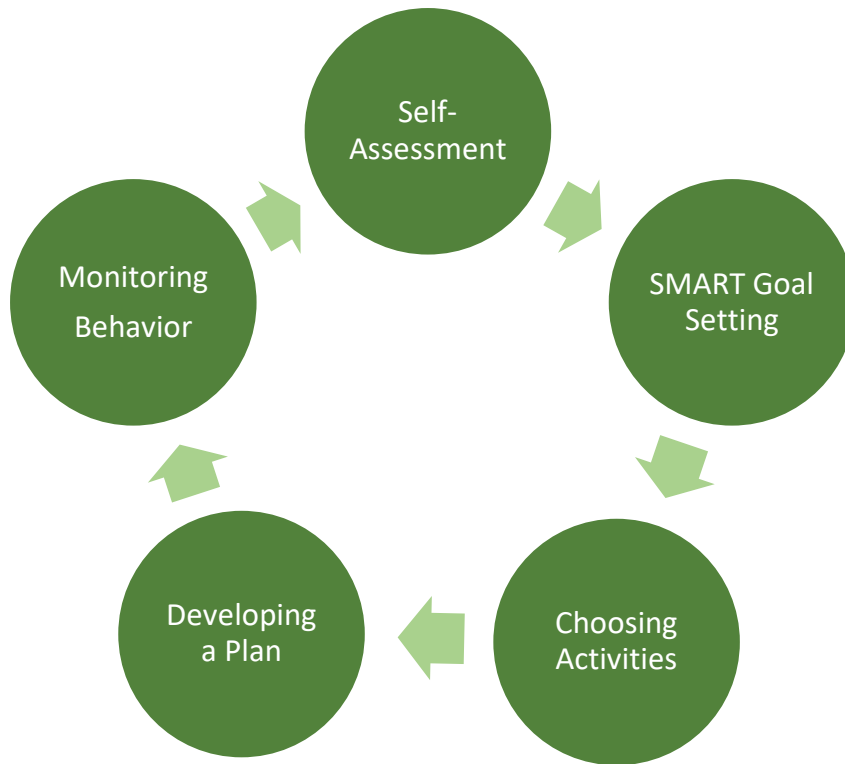 Self-
Assessment
SMART Goal
Setting
Choosing
Activities
Developing
a Plan
Monitoring
Behavior